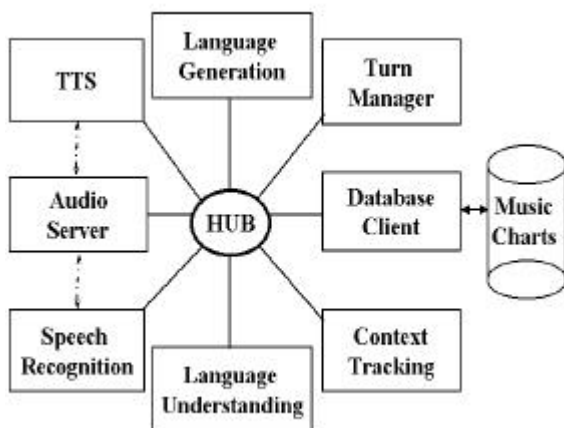 Language
Generation
TTS
Turn
Manager
Audio
Server
HUB
Database
Client
Music
Charts
Speech
Recognition
Language
Understanding
Context
Tracking